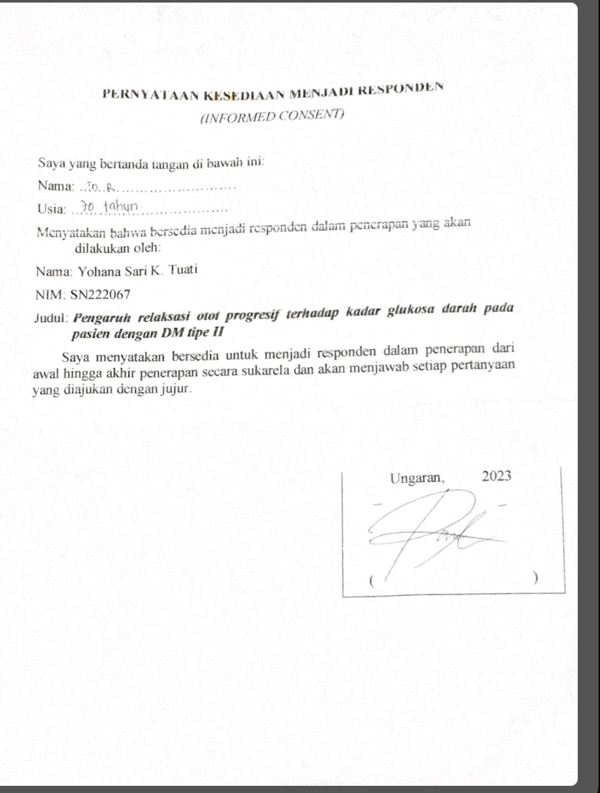 PERNYATAAN KESEDIAAN MENJADI RESPONDEN
(INFORMED CONSENT)
Saya yang bertanda tangan di bawah ini:
Nama: ...Tn. R..........................
Usia: ...70 tahun..........................
Menyatakan bahwa bersedia menjadi responden dalam penerapan yang akan
dilakukan oleh:
Nama: Yohana Sari K. Tuati
NIM: SN222067
Judul: Pengaruh relaksasi otot progresif terhadap kadar glukosa darah pada
pasien dengan DM tipe II
Saya menyatakan bersedia untuk menjadi responden dalam penerapan dari
awal hingga akhir penerapan secara sukarela dan akan menjawab setiap pertanyaan
yang diajukan dengan jujur.
Ungaran, 2023
( )